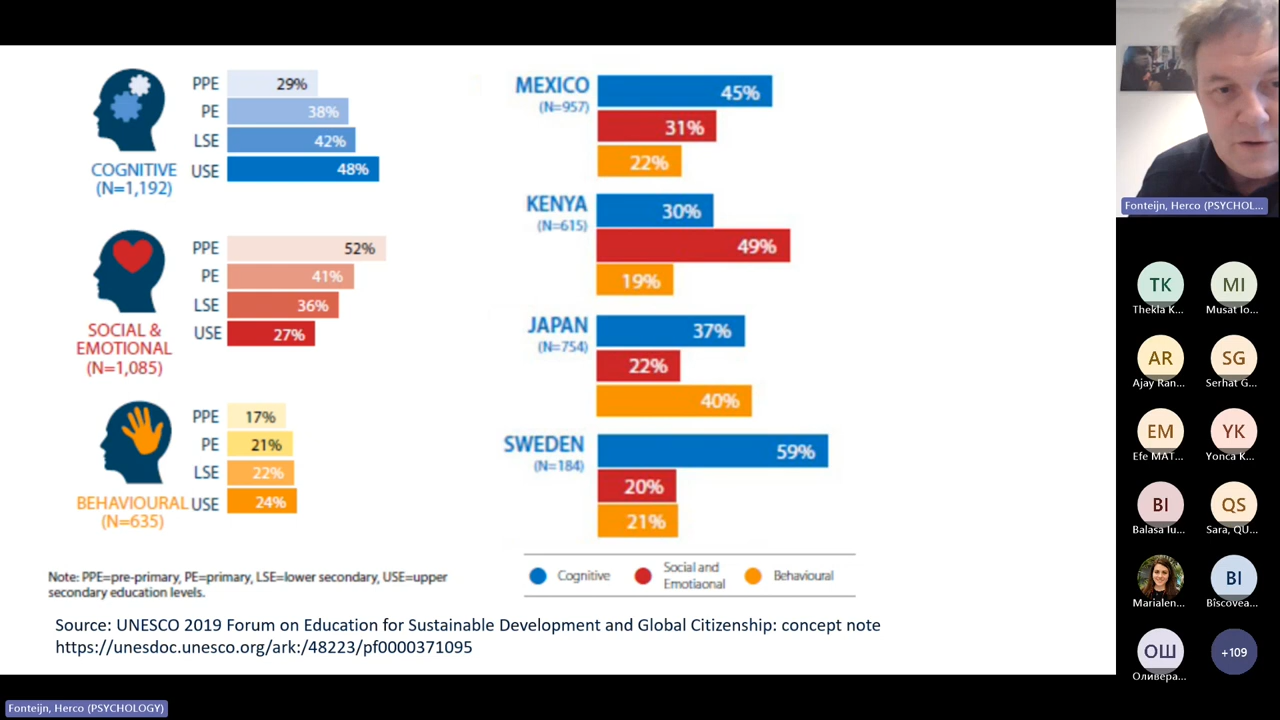 PPE 29%
PE 38%
LSE 42%
USE 48%
COGNITIVE
(N=1,192)
PPE 52%
PE 41%
LSE 36%
USE 27%
SOCIAL &
EMOTIONAL
(N=1,085)
PPE 17%
PE 21%
LSE 22%
USE 24%
BEHAVIOURAL
(N=635)
Note: PPE=pre-primary, PE=primary, LSE=lower secondary, USE=upper
secondary education levels.
MEXICO
(N=957)
45%
31%
22%
KENYA
(N=615)
30%
49%
19%
JAPAN
(N=754)
37%
22%
40%
SWEDEN
(N=184)
59%
20%
21%
Cognitive
Social and
Emotiaonal
Behavioural
Source: UNESCO 2019 Forum on Education for Sustainable Development and Global Citizenship: concept note
https://unesdoc.unesco.org/ark:/48223/pf0000371095
Fonteijn, Herco (PSYCHOLOGY)
Fonteijn, Herco (PSYCHOL...
TK MI
Thekla K... Musat Io...
AR SG
Ajay Ran... Serhat G...
EM YK
Efe MAT... Yonca K...
BI QS
Balasa Iu... Sara, QU...
BI
Marialen... Bîscovea...
ОШ +109
Оливера...